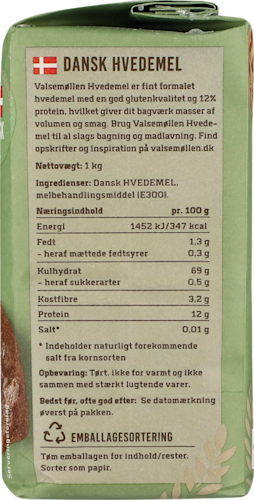 DANSK HVEDEMEL
Valsemøllen Hvedemel er fint formalet
hvedemel med en god glutenkvalitet og 12%
protein, hvilket giver dit bagværk masser af
volumen og smag. Brug Valsemøllen Hvede-
mel til al slags bagning og madlavning. Find
opskrifter og inspiration på valsemøllen.dk
Nettovægt: 1 kg
Ingredienser: Dansk HVEDEMEL,
melbehandlingsmiddel (E300).
Næringsindhold pr. 100 g
Energi 1452 kJ/347 kcal
Fedt 1,3 g
- heraf mættede fedtsyrer 0,3 g
Kulhydrat 69 g
- heraf sukkerarter 0,5 g
Kostfibre 3,2 g
Protein 12 g
Salt* 0,01 g
* Indeholder naturligt forekommende
salt fra kornsorten
Opbevaring: Tørt, ikke for varmt og ikke
sammen med stærkt lugtende varer.
Bedst før, ofte god efter: Se datomærkning
øverst på pakken.
EMBALLAGESORTERING
Tøm emballagen for indhold/rester.
Sorter som papir.
Serveringsforslag